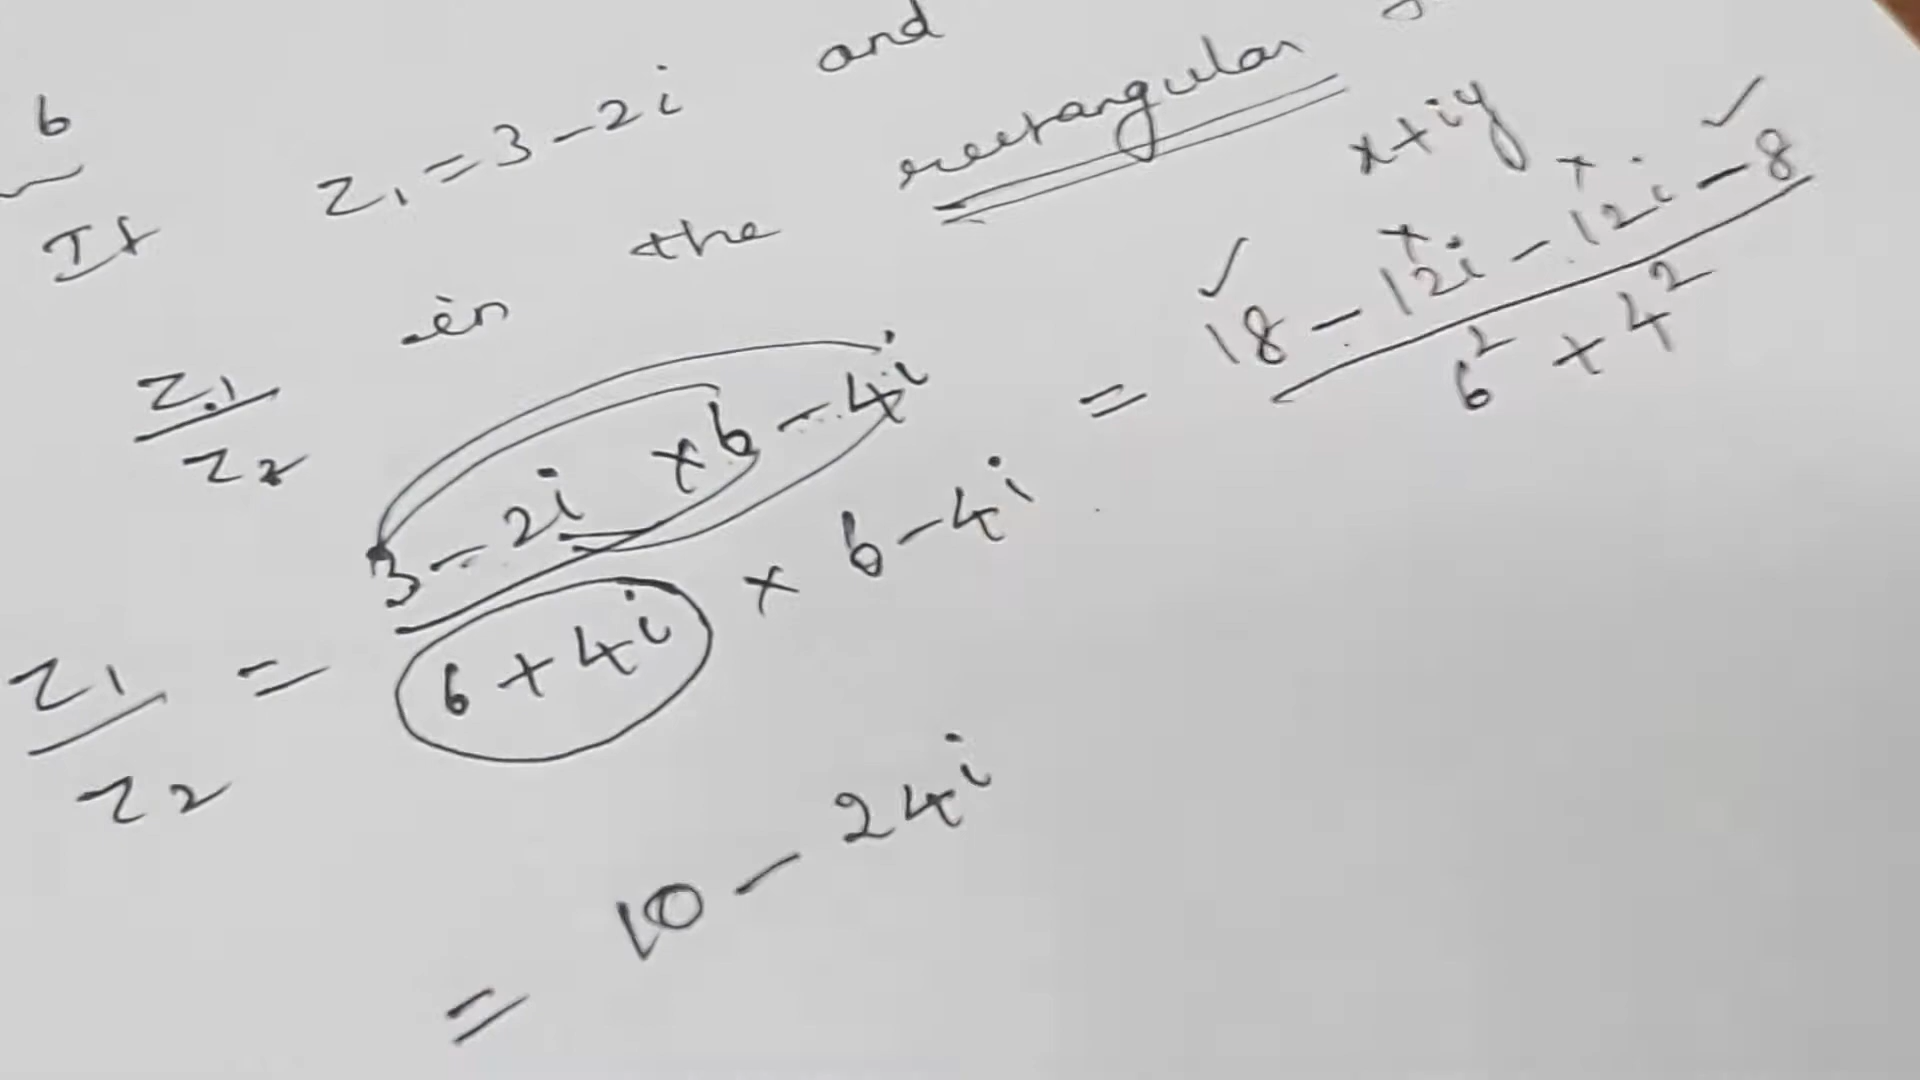 6
If z₁ = 3 - 2i and
z₁/z₂ in the rectangular
x + iy
z₁/z₂ = (3 - 2i × 6 - 4i)/(6 + 4i × 6 - 4i) = (18 - 12i - 12i - 8)/(6² + 4²)
= 10 - 24i